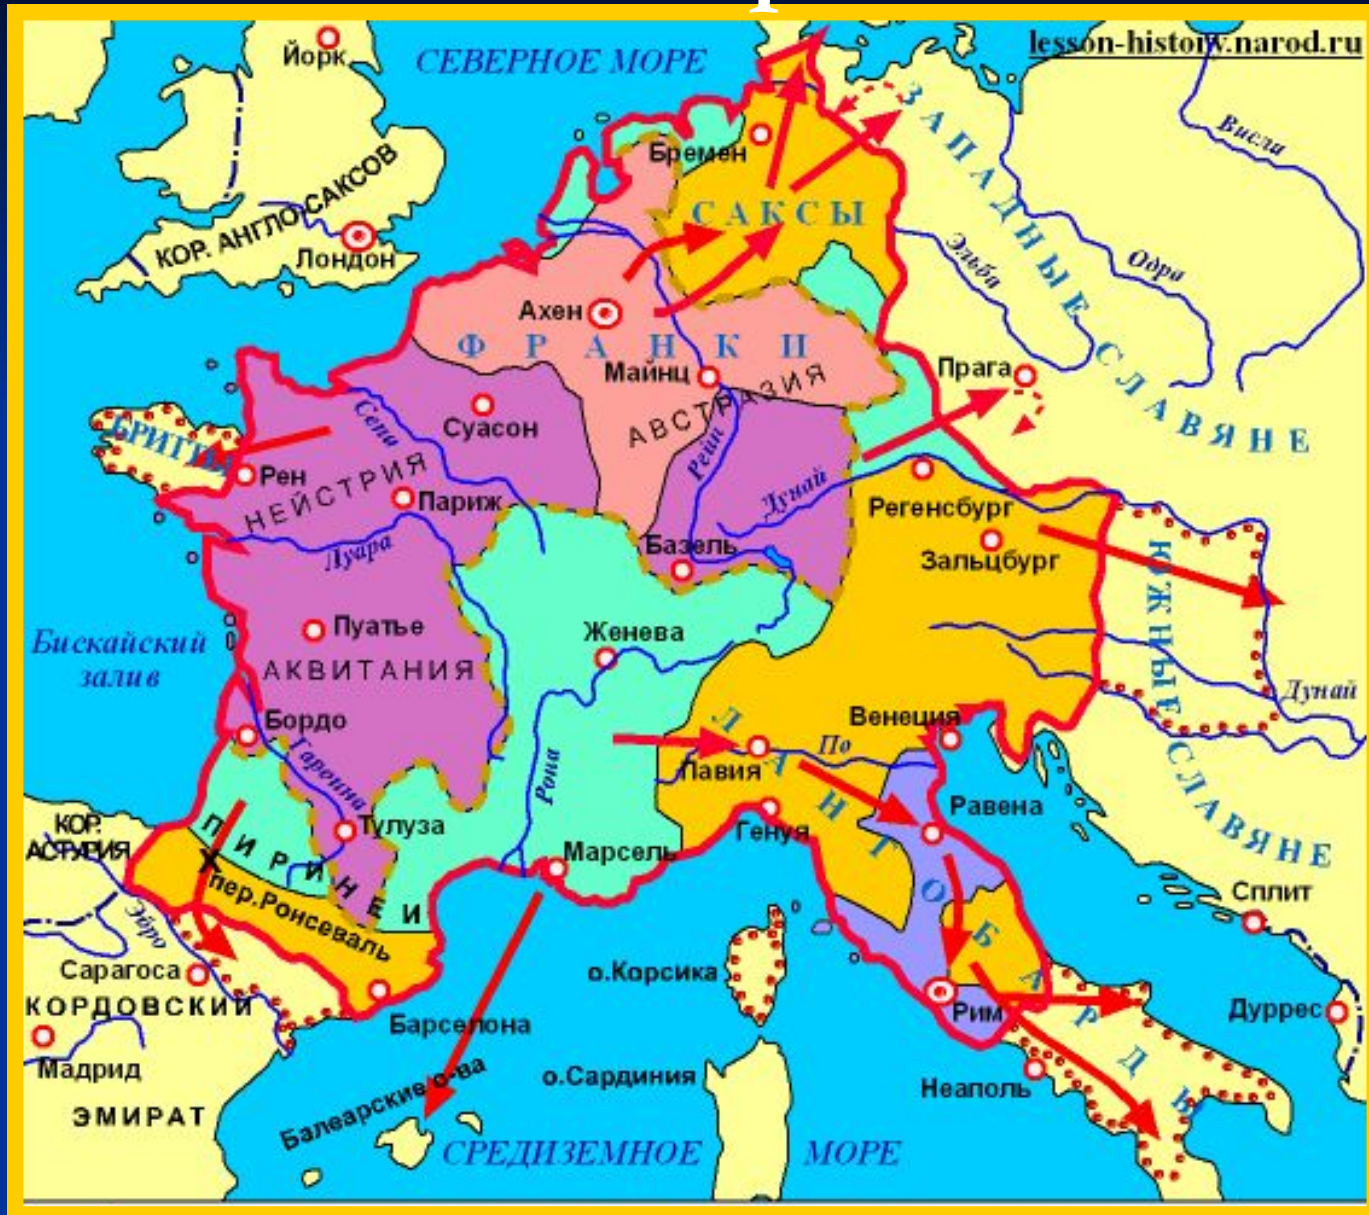 р
lesson-history.narod.ru
Йорк
СЕВЕРНОЕ МОРЕ
ЗАПАДНЫЕ СЛАВЯНЕ
Висла
Бремен
КОР. АНГЛО САКСОВ
САКСЫ
Лондон
Эльба
Одра
Ахен
ФРАНКИ
Майнц
Прага
АВСТРАЗИЯ
Суасон
БРИТТЫ
Рен
НЕЙСТРИЯ
Париж
Рейн
Дунай
Регенсбург
Луара
Базель
Зальцбург
ЮЖНЫЕ СЛАВЯНЕ
Бискайский
залив
Пуатье
Женева
АКВИТАНИЯ
Дунай
Бордо
Венеция
ЛАНГОБАРДЫ
По
Гаронна
Рона
Павия
Равена
КОР.
АСТУРИЯ
Тулуза
Генуя
ПИРИНЕИ
Марсель
пер.Ронсеваль
Сплит
Эбро
Сарагоса
о.Корсика
КОРДОВСКИЙ
Барселона
Рим
Дуррес
Мадрид
о.Сардиния
Неаполь
ЭМИРАТ
Балеарские о-ва
СРЕДИЗЕМНОЕ МОРЕ